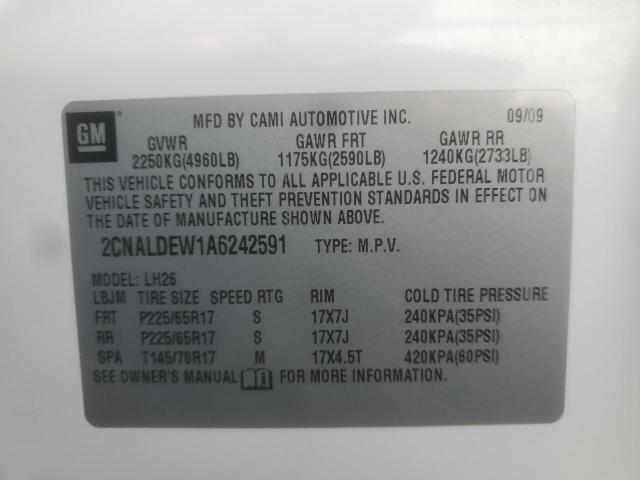 GM
MFD BY CAMI AUTOMOTIVE INC. 09/09
GVWR GAWR FRT GAWR RR
2250KG(4960LB) 1175KG(2590LB) 1240KG(2733LB)
THIS VEHICLE CONFORMS TO ALL APPLICABLE U.S. FEDERAL MOTOR
VEHICLE SAFETY AND THEFT PREVENTION STANDARDS IN EFFECT ON
THE DATE OF MANUFACTURE SHOWN ABOVE.
2CNALDEW1A6242591 TYPE: M.P.V.
MODEL: LH26
LBJM TIRE SIZE SPEED RTG RIM COLD TIRE PRESSURE
FRT P225/65R17 S 17X7J 240KPA(35PSI)
RR P225/65R17 S 17X7J 240KPA(35PSI)
SPA T145/70R17 M 17X4.5T 420KPA(60PSI)
SEE OWNER'S MANUAL FOR MORE INFORMATION.